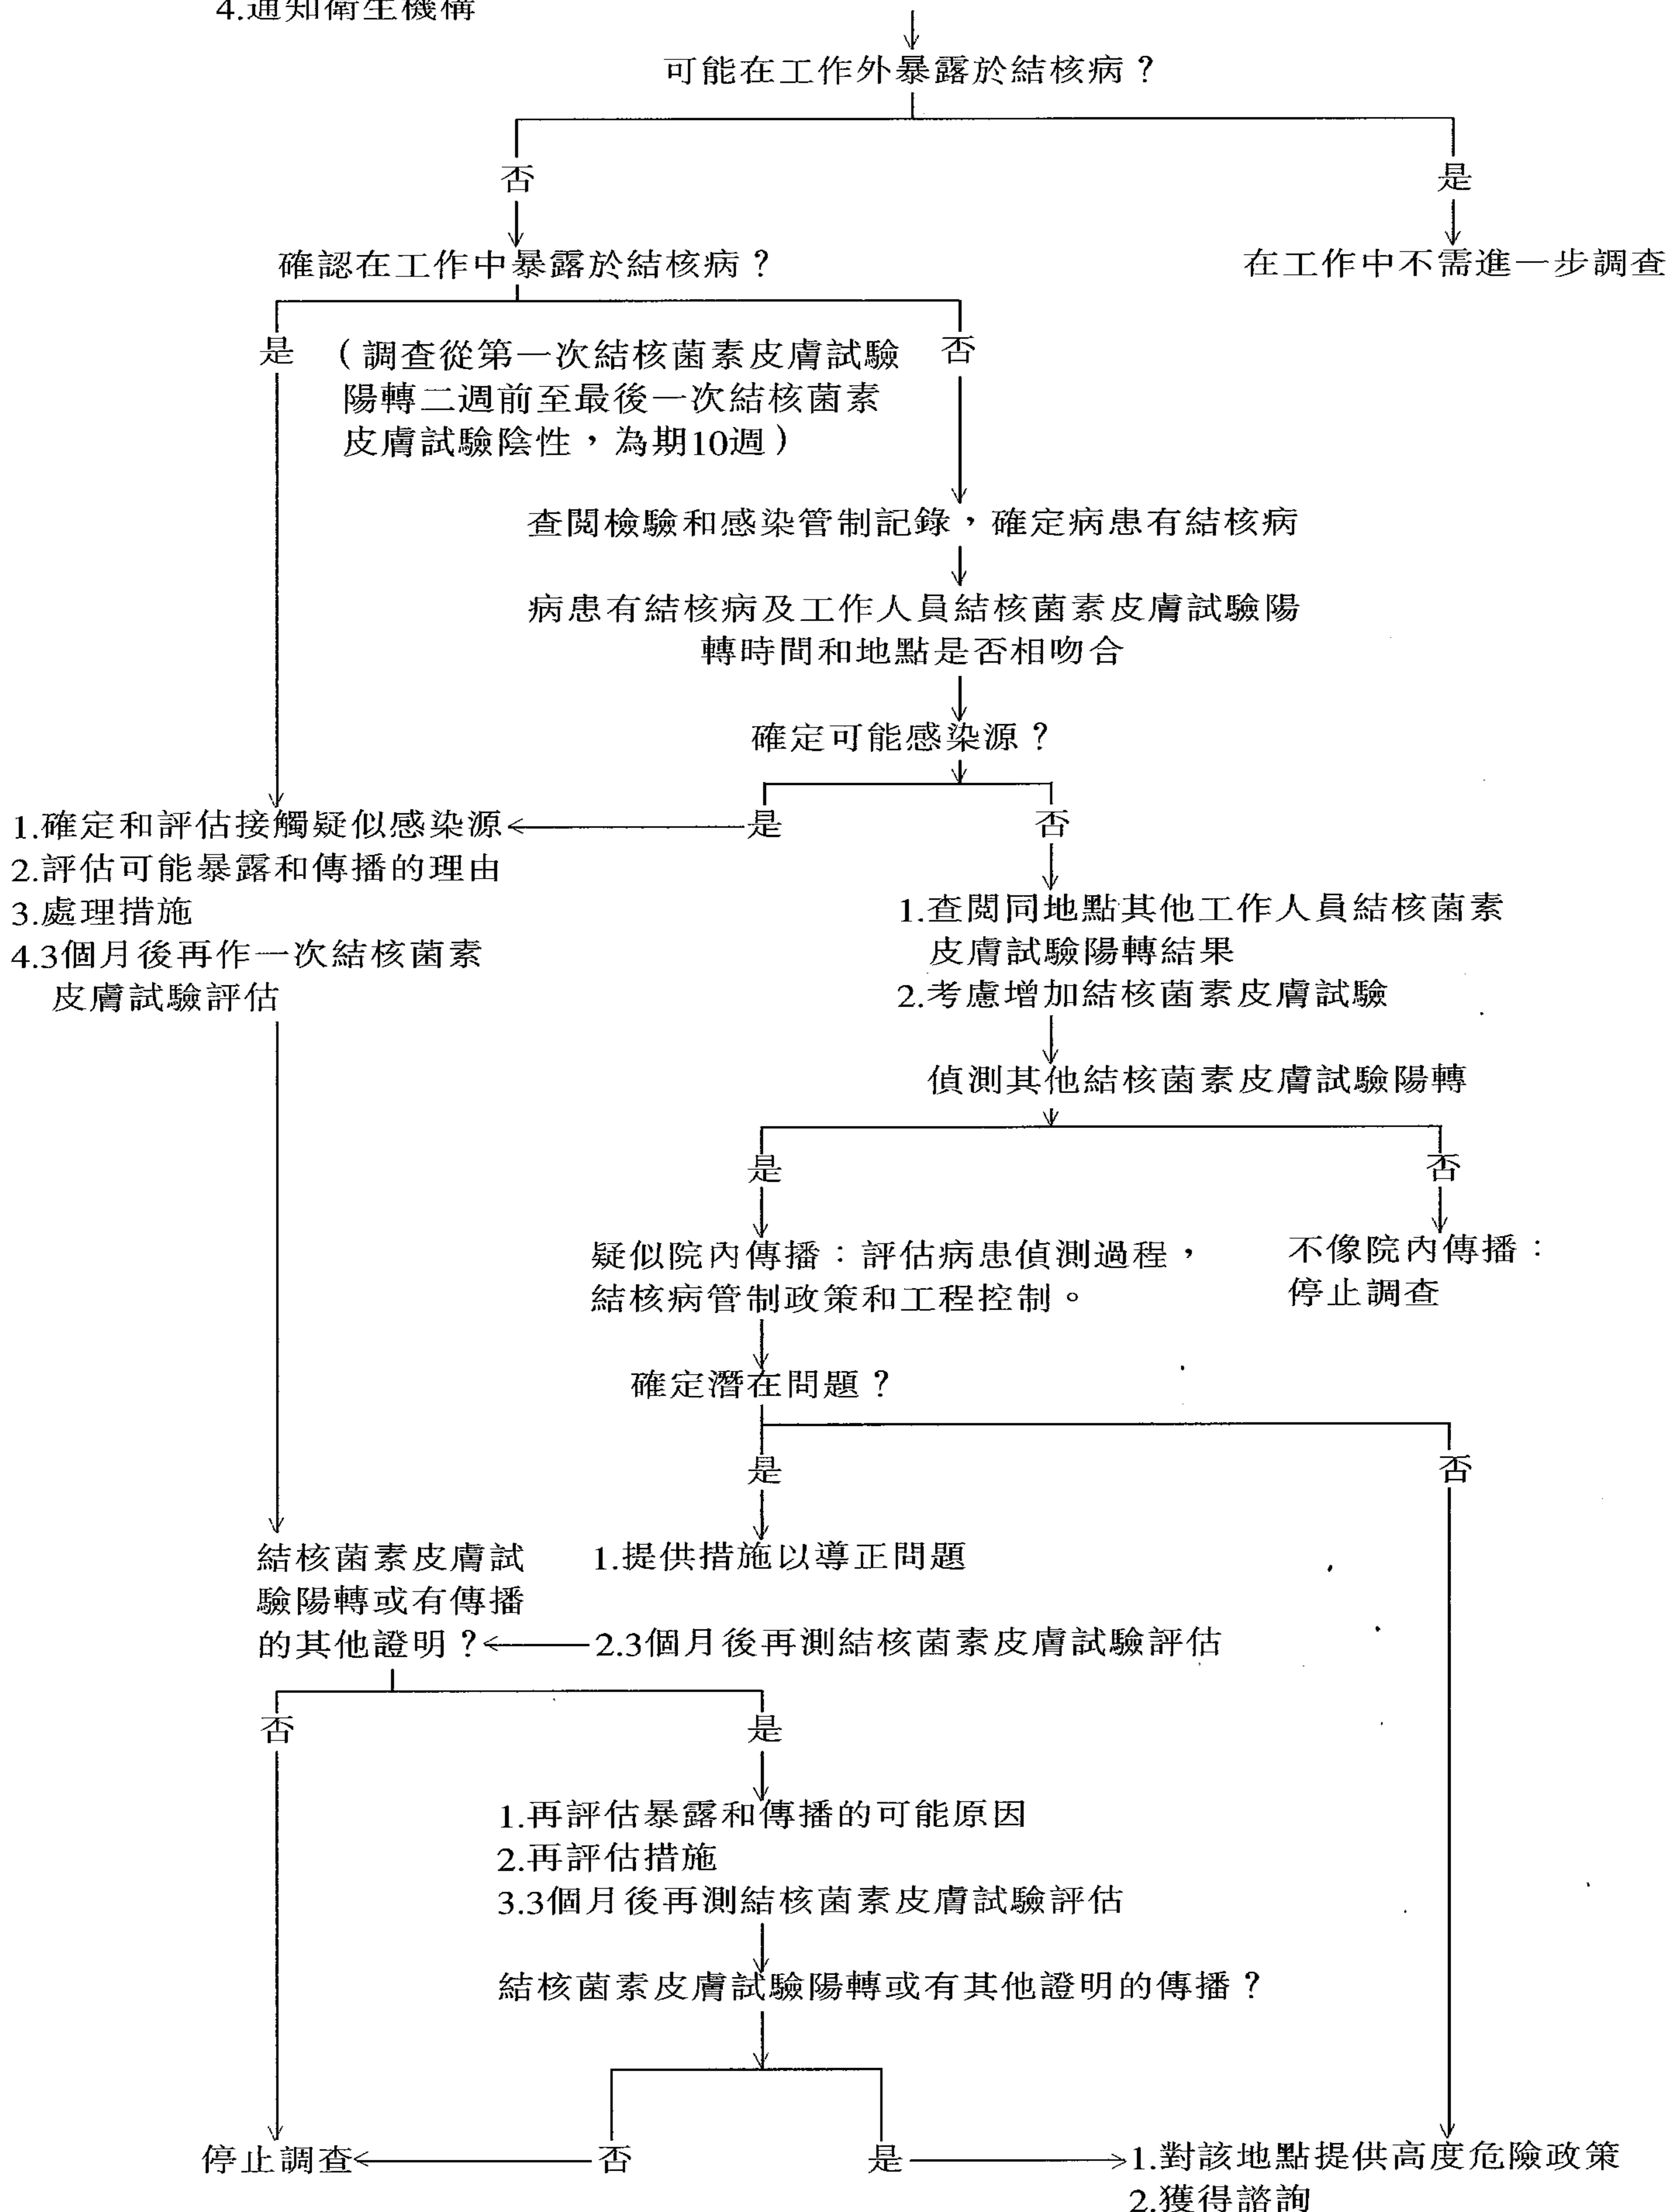 4.通知衛生機構
可能在工作外暴露於結核病？
否
是
確認在工作中暴露於結核病？
在工作中不需進一步調查
是
（調查從第一次結核菌素皮膚試驗
陽轉二週前至最後一次結核菌素
皮膚試驗陰性，為期10週）
否
查閱檢驗和感染管制記錄，確定病患有結核病
病患有結核病及工作人員結核菌素皮膚試驗陽
轉時間和地點是否相吻合
確定可能感染源？
是
否
1.確定和評估接觸疑似感染源
2.評估可能暴露和傳播的理由
3.處理措施
4.3個月後再作一次結核菌素
皮膚試驗評估
1.查閱同地點其他工作人員結核菌素
皮膚試驗陽轉結果
2.考慮增加結核菌素皮膚試驗
偵測其他結核菌素皮膚試驗陽轉
是
否
疑似院內傳播：評估病患偵測過程，
結核病管制政策和工程控制。
不像院內傳播：
停止調查
確定潛在問題？
是
否
結核菌素皮膚試
驗陽轉或有傳播
的其他證明？
1.提供措施以導正問題
2.3個月後再測結核菌素皮膚試驗評估
否
是
1.再評估暴露和傳播的可能原因
2.再評估措施
3.3個月後再測結核菌素皮膚試驗評估
結核菌素皮膚試驗陽轉或有其他證明的傳播？
停止調查
否
是
1.對該地點提供高度危險政策
2.獲得諮詢